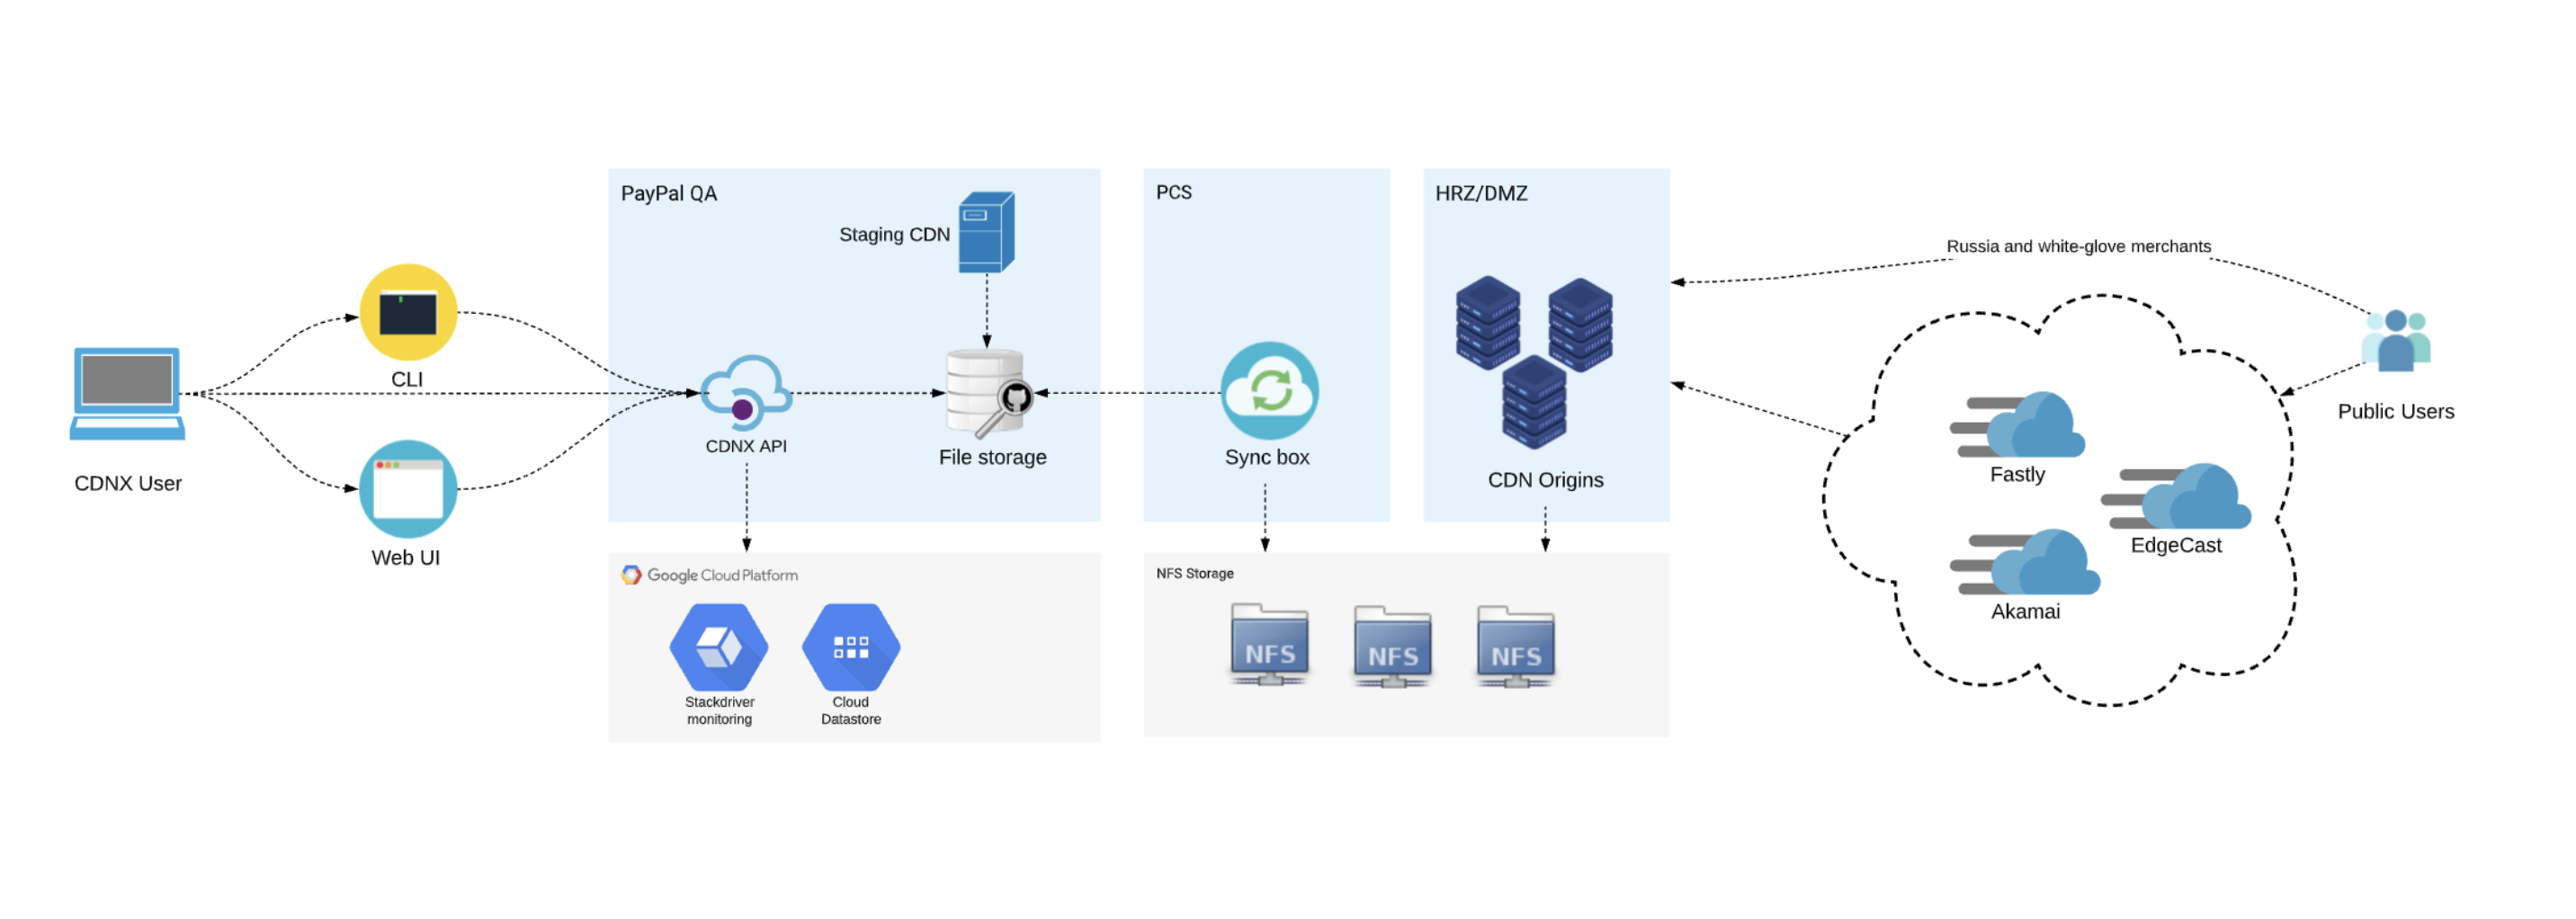 PayPal QA
PCS
HRZ/DMZ
Staging CDN
Russia and white-glove merchants
CLI
CDNX User
Web UI
CDNX API
File storage
Sync box
CDN Origins
Public Users
Fastly
EdgeCast
Akamai
Google Cloud Platform
Stackdriver
monitoring
Cloud
Datastore
NFS Storage
NFS
NFS
NFS